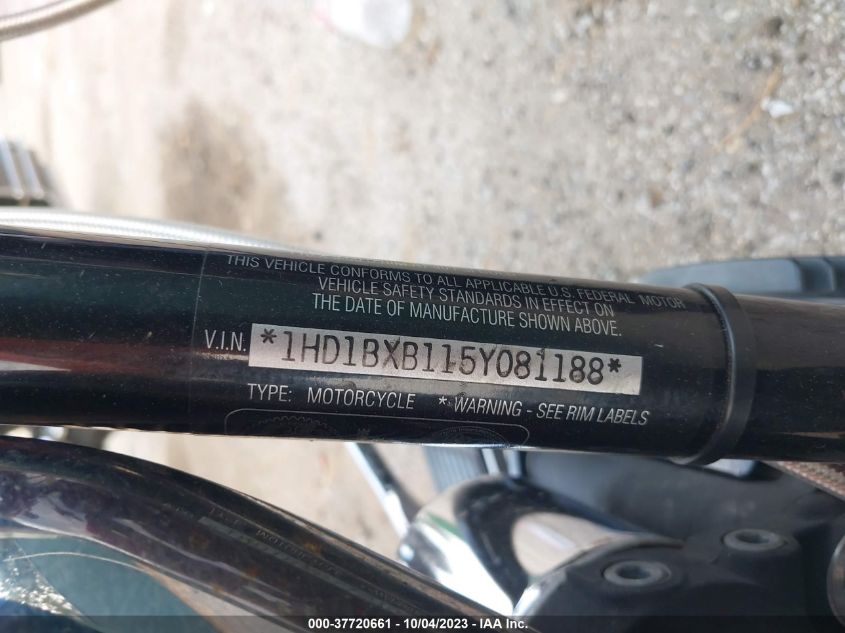 THIS VEHICLE CONFORMS TO ALL APPLICABLE U.S. FEDERAL MOTOR
VEHICLE SAFETY STANDARDS IN EFFECT ON
THE DATE OF MANUFACTURE SHOWN ABOVE.
V.I.N. *1HD1BXB115Y081188*
TYPE: MOTORCYCLE * WARNING - SEE RIM LABELS
000-37720661 - 10/04/2023 - IAA Inc.